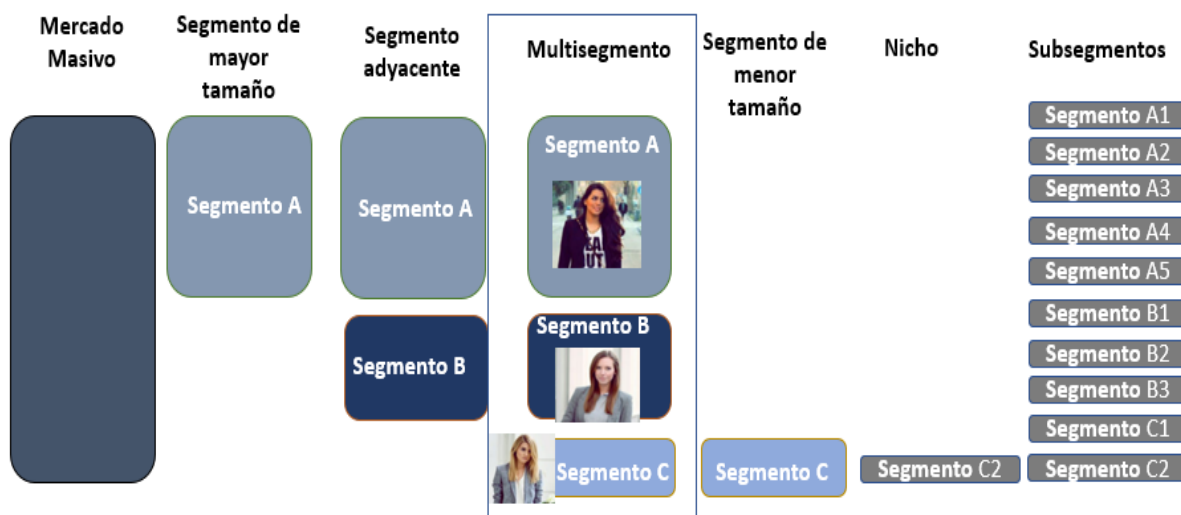 Mercado
Masivo
Segmento de
mayor
tamaño
Segmento
adyacente
Multisegmento
Segmento de
menor
tamaño
Nicho
Subsegmentos
Segmento A
Segmento A
Segmento B
Segmento A
Segmento B
Segmento C
Segmento C
Segmento C2
Segmento A1
Segmento A2
Segmento A3
Segmento A4
Segmento A5
Segmento B1
Segmento B2
Segmento B3
Segmento C1
Segmento C2